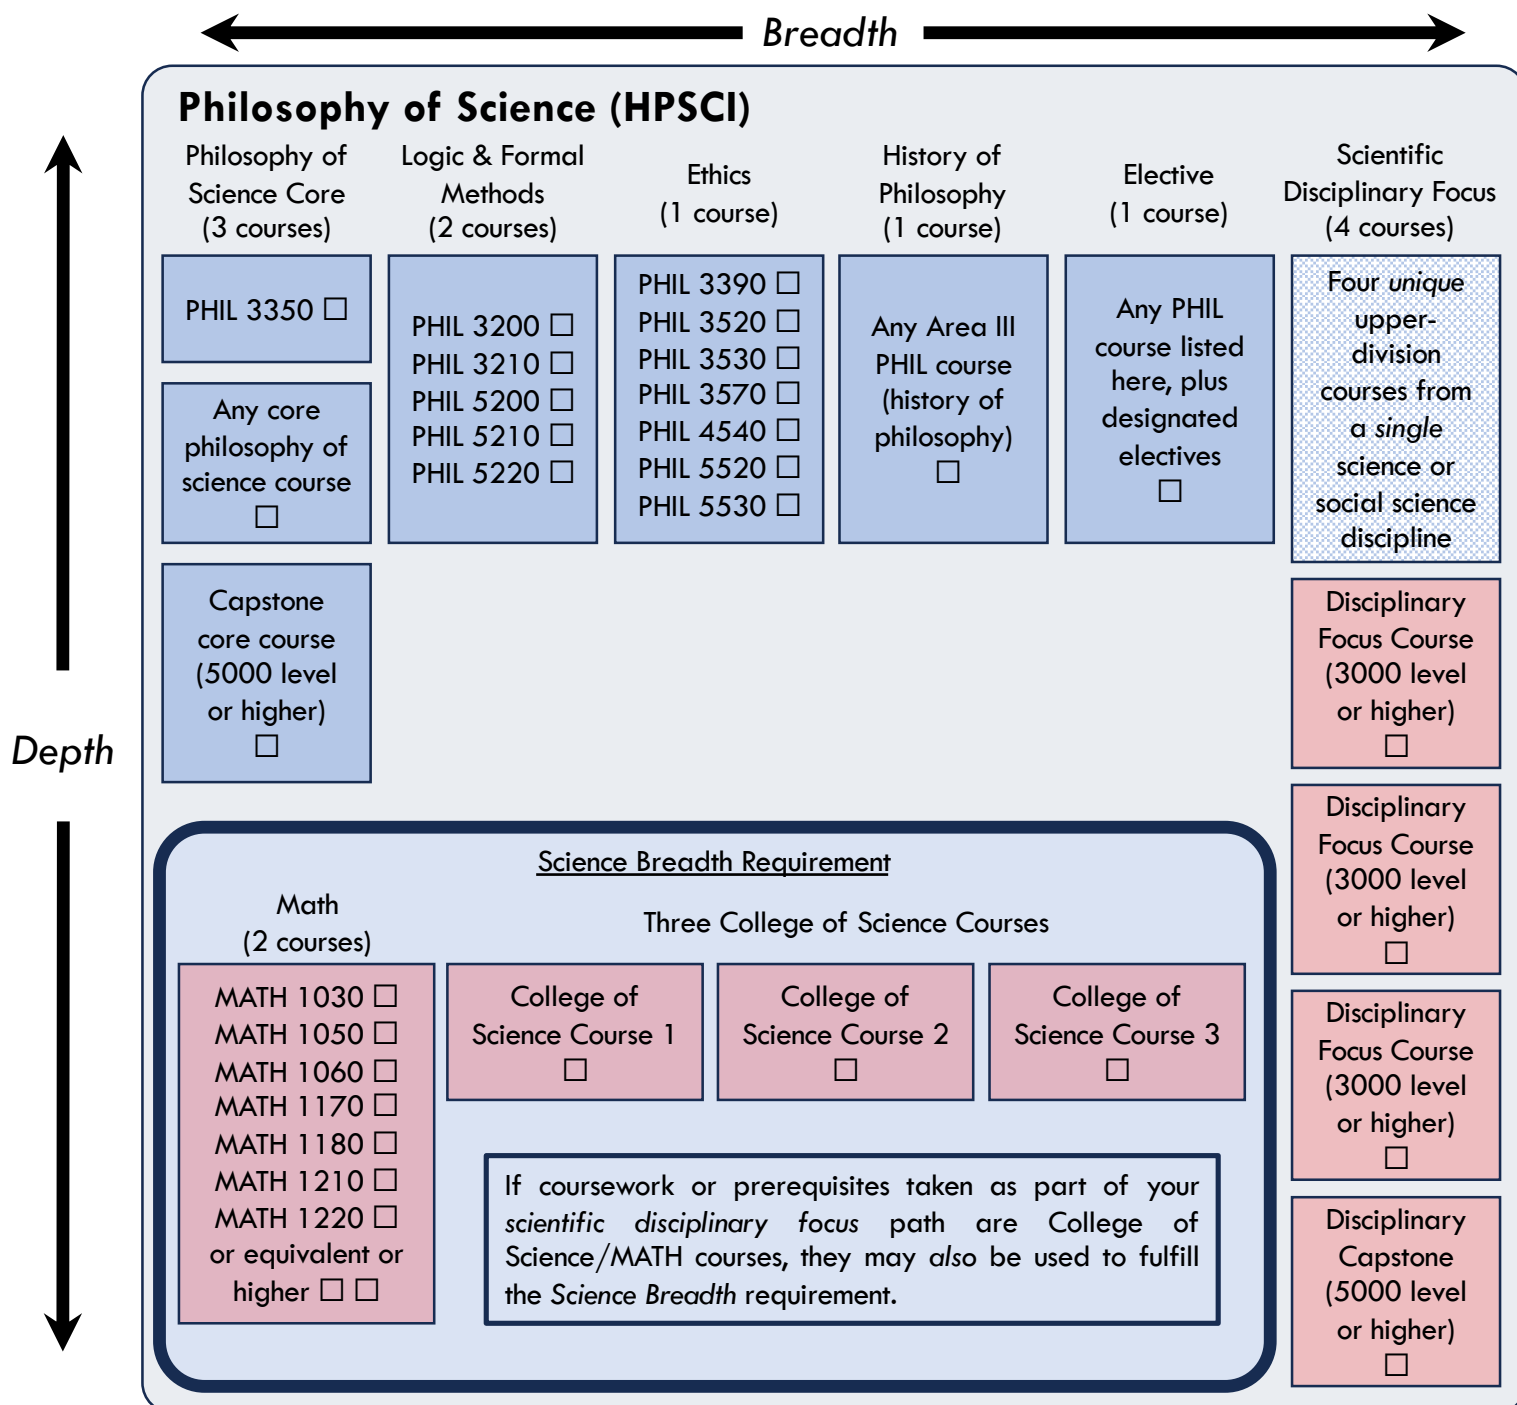 Breadth
Depth
Philosophy of Science (HPSCI)
Philosophy of
Science Core
(3 courses)
PHIL 3350 ☐
Any core
philosophy of
science course
☐
Capstone
core course
(5000 level
or higher)
☐
Logic & Formal
Methods
(2 courses)
PHIL 3200 ☐
PHIL 3210 ☐
PHIL 5200 ☐
PHIL 5210 ☐
PHIL 5220 ☐
Ethics
(1 course)
PHIL 3390 ☐
PHIL 3520 ☐
PHIL 3530 ☐
PHIL 3570 ☐
PHIL 4540 ☐
PHIL 5520 ☐
PHIL 5530 ☐
History of
Philosophy
(1 course)
Any Area III
PHIL course
(history of
philosophy)
☐
Elective
(1 course)
Any PHIL
course listed
here, plus
designated
electives
☐
Scientific
Disciplinary Focus
(4 courses)
Four unique
upper-
division
courses from
a single
science or
social science
discipline
Disciplinary
Focus Course
(3000 level
or higher)
☐
Disciplinary
Focus Course
(3000 level
or higher)
☐
Disciplinary
Focus Course
(3000 level
or higher)
☐
Disciplinary
Capstone
(5000 level
or higher)
☐
Science Breadth Requirement
Math
(2 courses)
MATH 1030 ☐
MATH 1050 ☐
MATH 1060 ☐
MATH 1170 ☐
MATH 1180 ☐
MATH 1210 ☐
MATH 1220 ☐
or equivalent or
higher ☐ ☐
Three College of Science Courses
College of
Science Course 1
☐
College of
Science Course 2
☐
College of
Science Course 3
☐
If coursework or prerequisites taken as part of your
scientific disciplinary focus path are College of
Science/MATH courses, they may also be used to fulfill
the Science Breadth requirement.